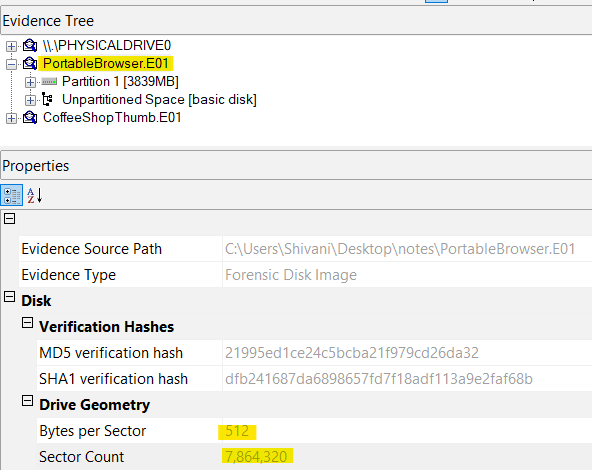 Evidence Tree
\\.\PHYSICALDRIVE0
PortableBrowser.E01
Partition 1 [3839MB]
Unpartitioned Space [basic disk]
CoffeeShopThumb.E01
Properties
A
Z
Evidence Source Path C:\Users\Shivani\Desktop\notes\PortableBrowser.E01
Evidence Type Forensic Disk Image
Disk
Verification Hashes
MD5 verification hash 21995ed1ce24c5bcba21f979cd26da32
SHA1 verification hash dfb241687da6898657fd7f18adf113a9e2faf68b
Drive Geometry
Bytes per Sector 512
Sector Count 7,864,320